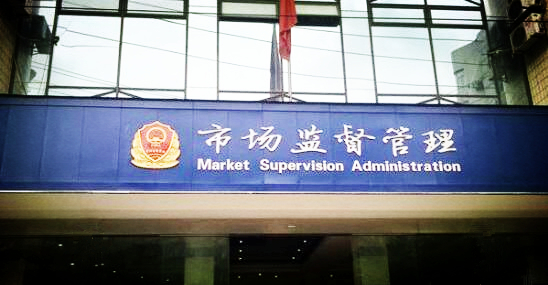 市场监督管理
Market Supervision Administration